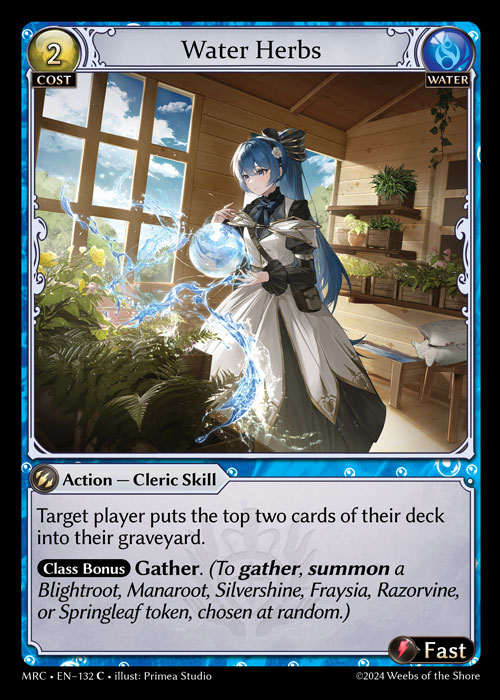 2
Water Herbs
COST
WATER
Action — Cleric Skill
Target player puts the top two cards of their deck
into their graveyard.
Class Bonus Gather. (To gather, summon a
Blightroot, Manaroot, Silvershine, Fraysia, Razorvine,
or Springleaf token, chosen at random.)
Fast
MRC • EN–132 C • illust: Primea Studio
©2024 Weebs of the Shore